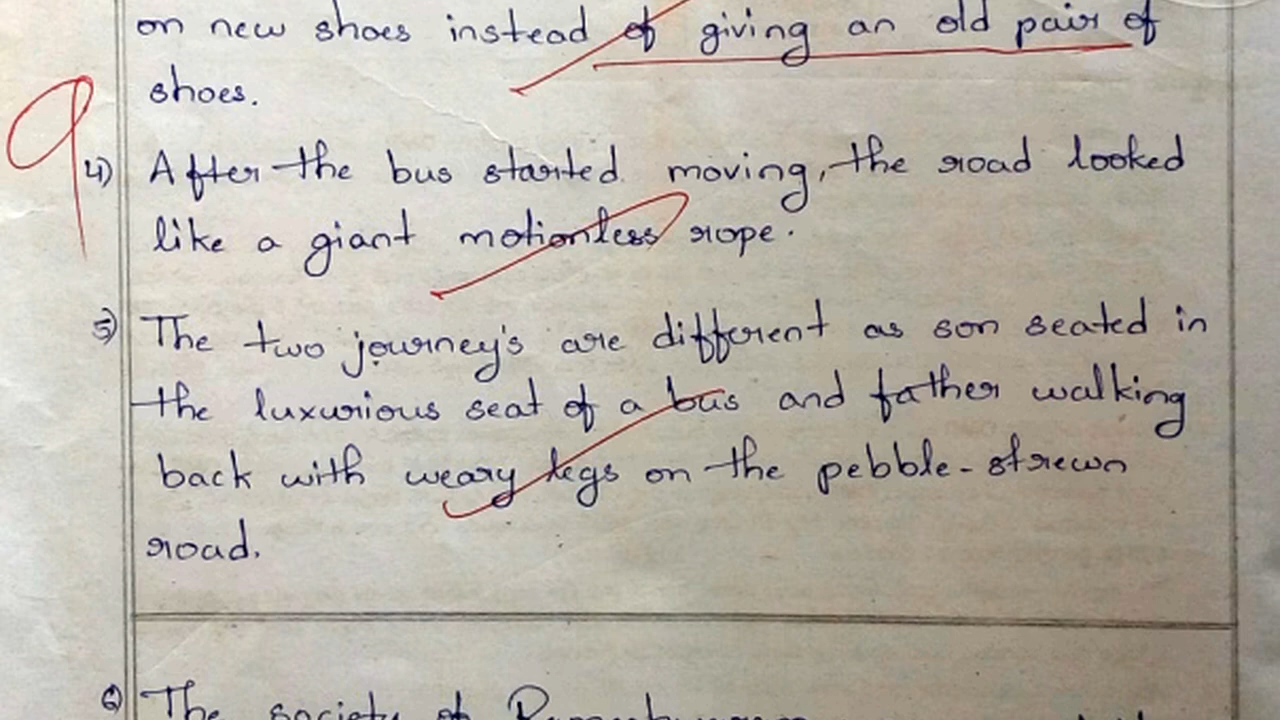 on new shoes instead of giving an old pair of
shoes.
9
4) After the bus started moving, the road looked
like a giant motionless rope.
5) The two journey's are different as son seated in
the luxurious seat of a bus and father walking
back with weary legs on the pebble-strewn
road.
6) The society of